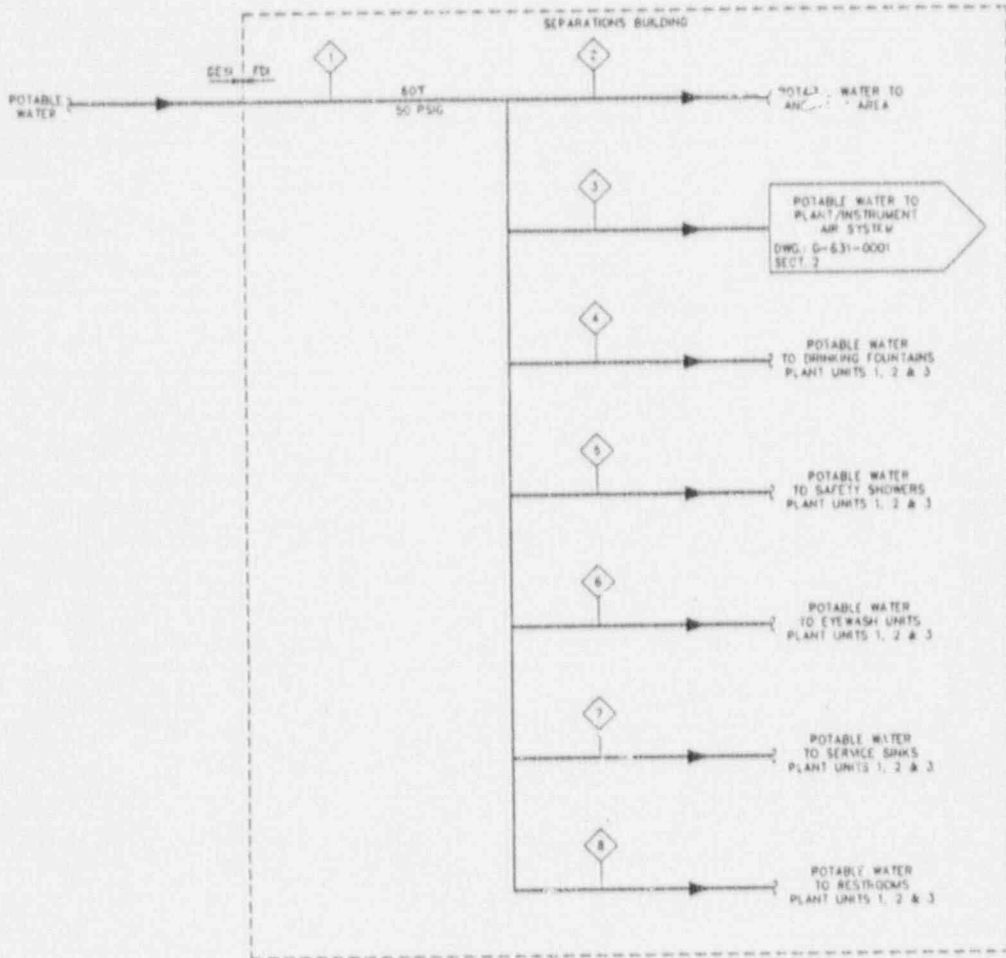 SEPARATIONS BUILDING
1
2
FDI
POTABLE
WATER
50 PSIG
WATER TO
AREA
3
POTABLE WATER TO
PLANT/INSTRUMENT
AIR SYSTEM
DWG.: G-631-0001
SECT. 2
4
POTABLE WATER
TO DRINKING FOUNTAINS
PLANT UNITS 1, 2 & 3
5
POTABLE WATER
TO SAFETY SHOWERS
PLANT UNITS 1, 2 & 3
6
POTABLE WATER
TO EYEWASH UNITS
PLANT UNITS 1, 2 & 3
7
POTABLE WATER
TO SERVICE SINKS
PLANT UNITS 1, 2 & 3
8
POTABLE WATER
TO RESTROOMS
PLANT UNITS 1, 2 & 3